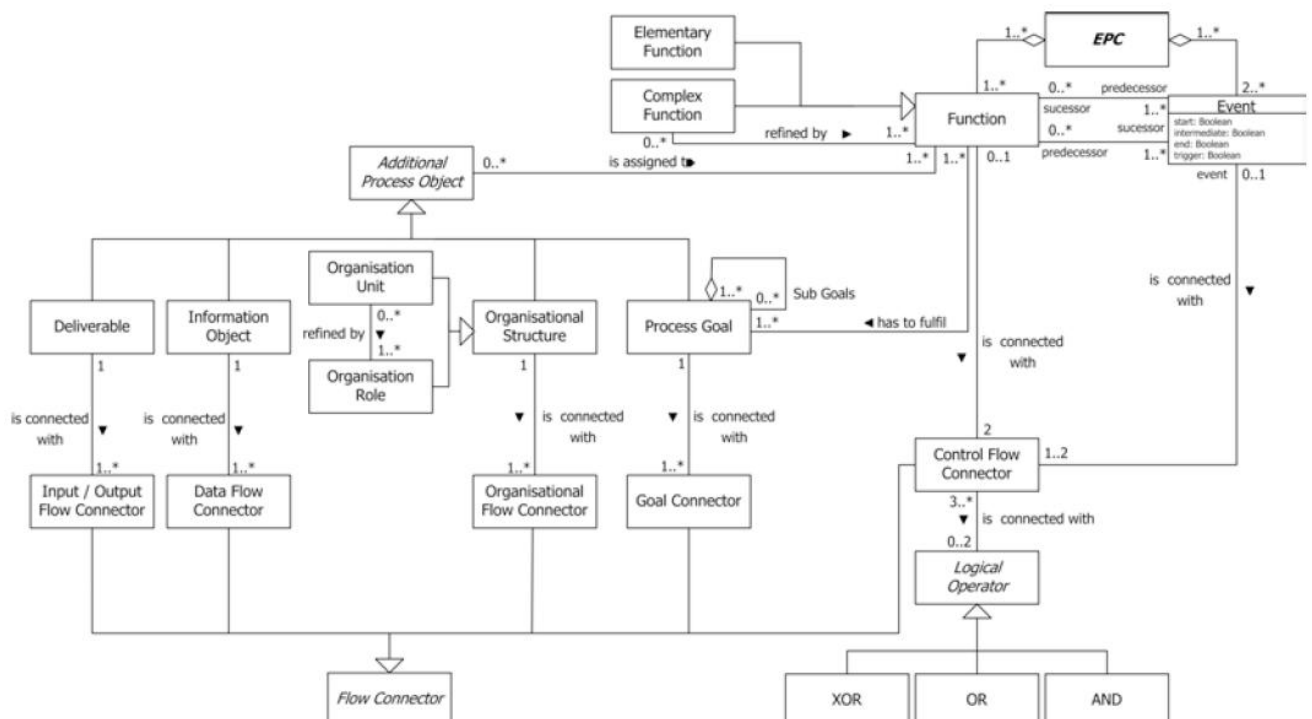 EPC
1..*
1..*
Elementary
Function
Complex
Function
0..*
refined by ►
1..*
1..*
Function
0..*
predecessor
2..*
sucessor
1..*
0..*
sucessor
predecessor
1..*
Event
start: Boolean
intermediate: Boolean
end: Boolean
trigger: Boolean
event
0..1
Additional
Process Object
0..*
is assigned to
1..*
1..*
0..1
Organisation
Unit
0..*
refined by
▼
1..*
Organisation
Role
Deliverable
1
Information
Object
1
Organisational
Structure
1
Process Goal
1
1..*
0..*
Sub Goals
1..*
◄ has to fulfil
is connected
with
▼
is connected
▼
with
is connected
with
▼
is connected
with
▼
▼
is connected
with
▼
is connected
with
1..*
Input / Output
Flow Connector
1..*
Data Flow
Connector
1..*
Organisational
Flow Connector
1..*
Goal Connector
2
Control Flow
Connector
1..2
3..*
▼ is connected with
0..2
Logical
Operator
Flow Connector
XOR
OR
AND